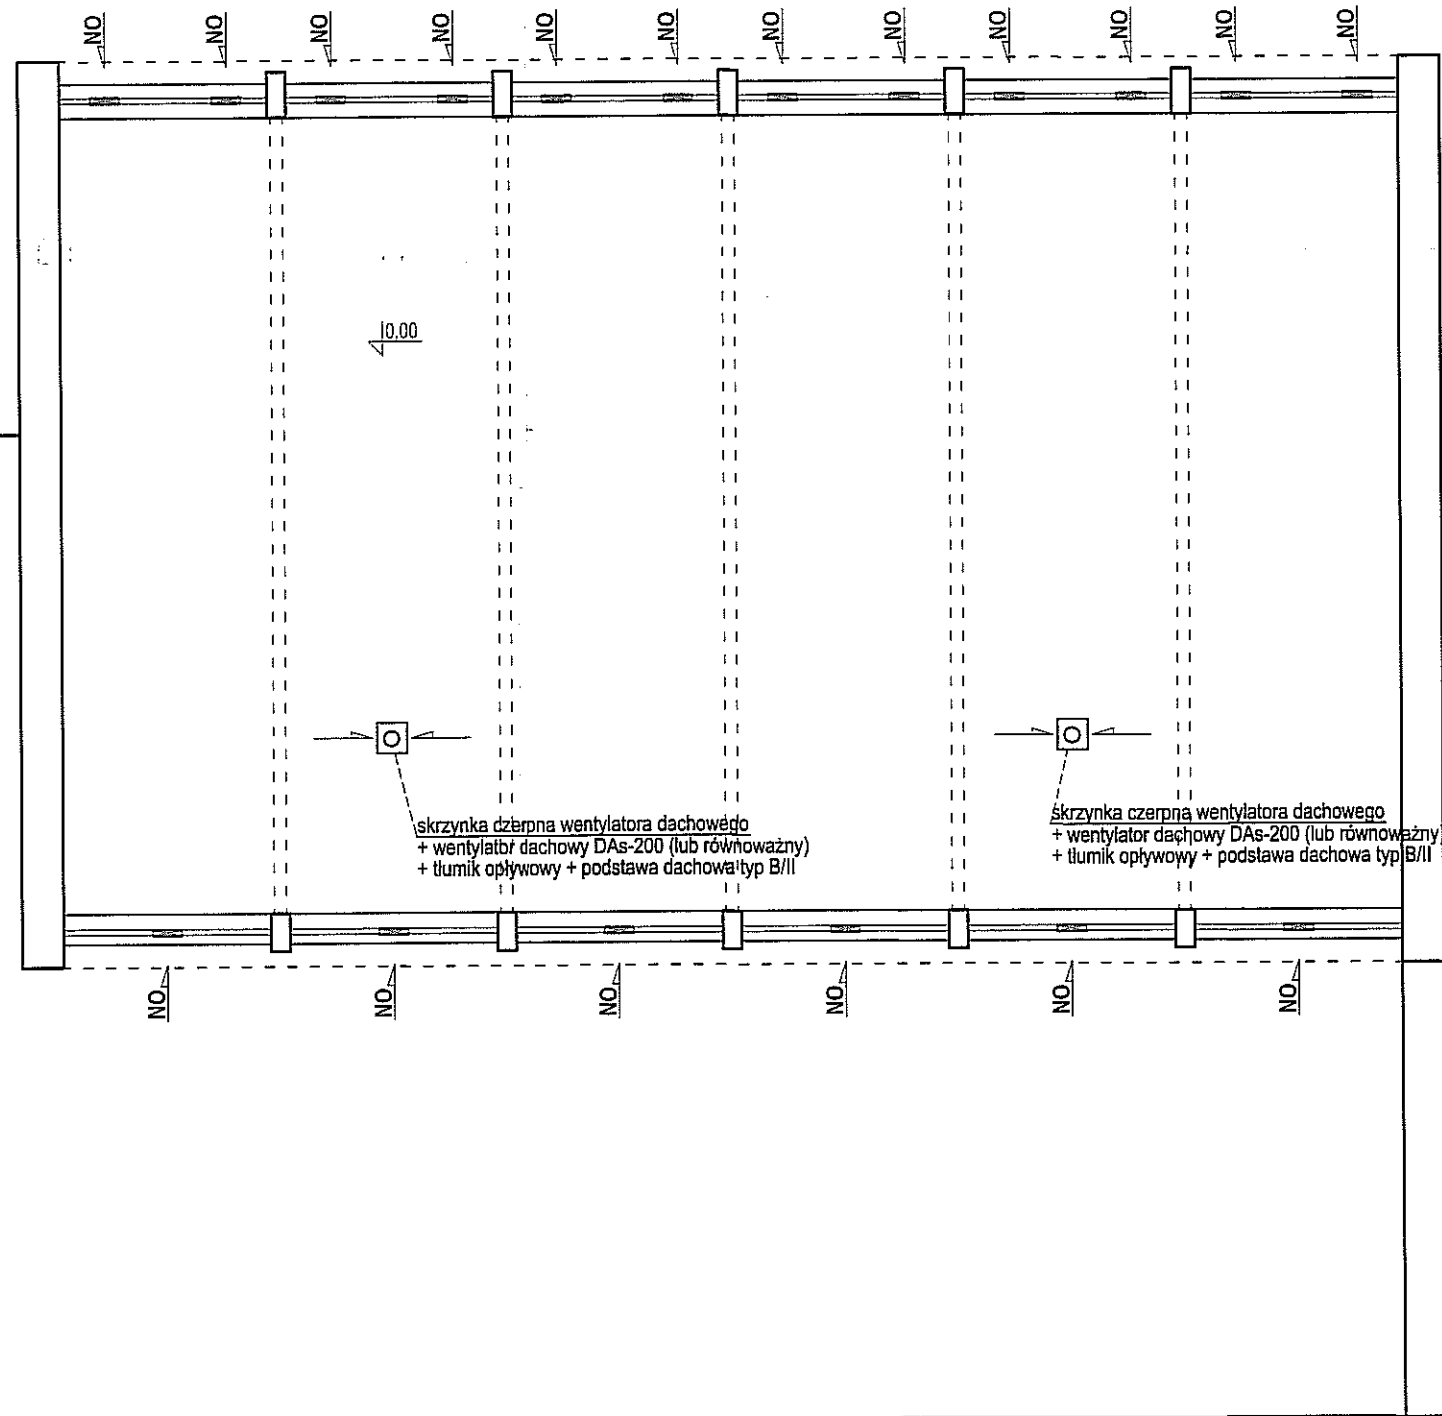 NO NO NO NO NO NO NO NO NO NO NO NO
0,00
skrzynka czerpna wentylatora dachowego
+ wentylator dachowy DAs-200 (lub równoważny)
+ tłumik opływowy + podstawa dachowa typ B/II
skrzynka czerpna wentylatora dachowego
+ wentylator dachowy DAs-200 (lub równoważny)
+ tłumik opływowy + podstawa dachowa typ B/II
NO NO NO NO NO NO